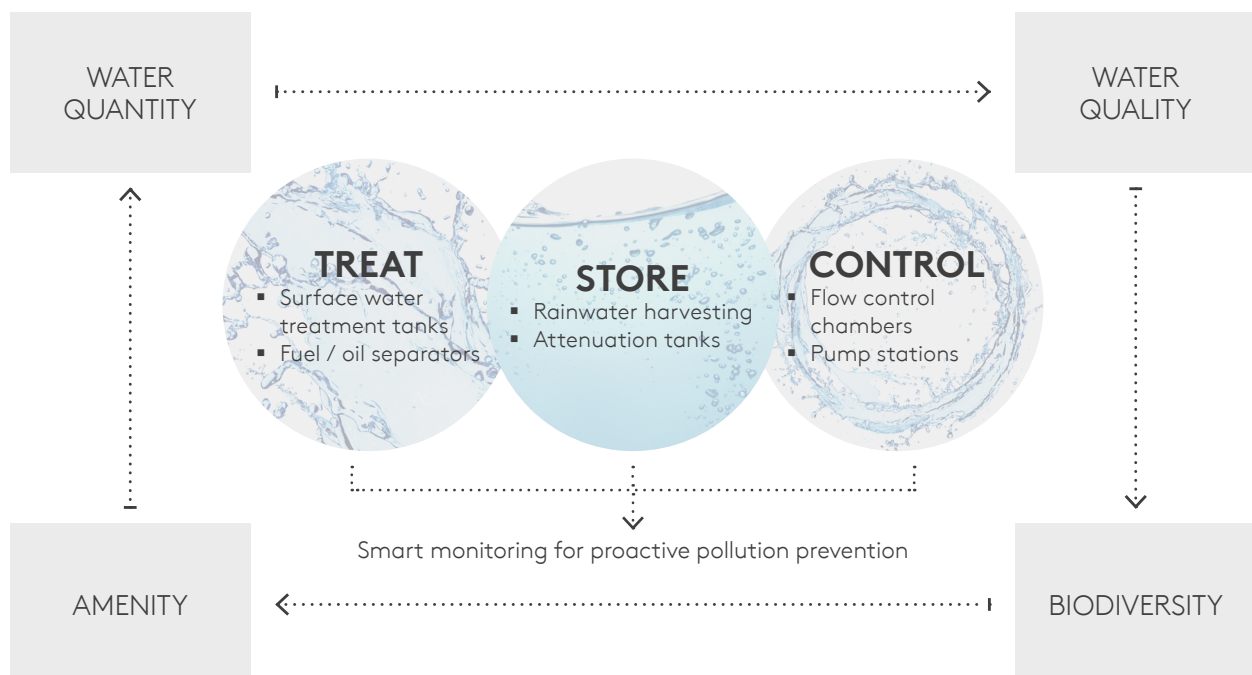 WATER
QUANTITY
WATER
QUALITY
TREAT
▪ Surface water
treatment tanks
▪ Fuel / oil separators
STORE
▪ Rainwater harvesting
▪ Attenuation tanks
CONTROL
▪ Flow control
chambers
▪ Pump stations
Smart monitoring for proactive pollution prevention
AMENITY
BIODIVERSITY